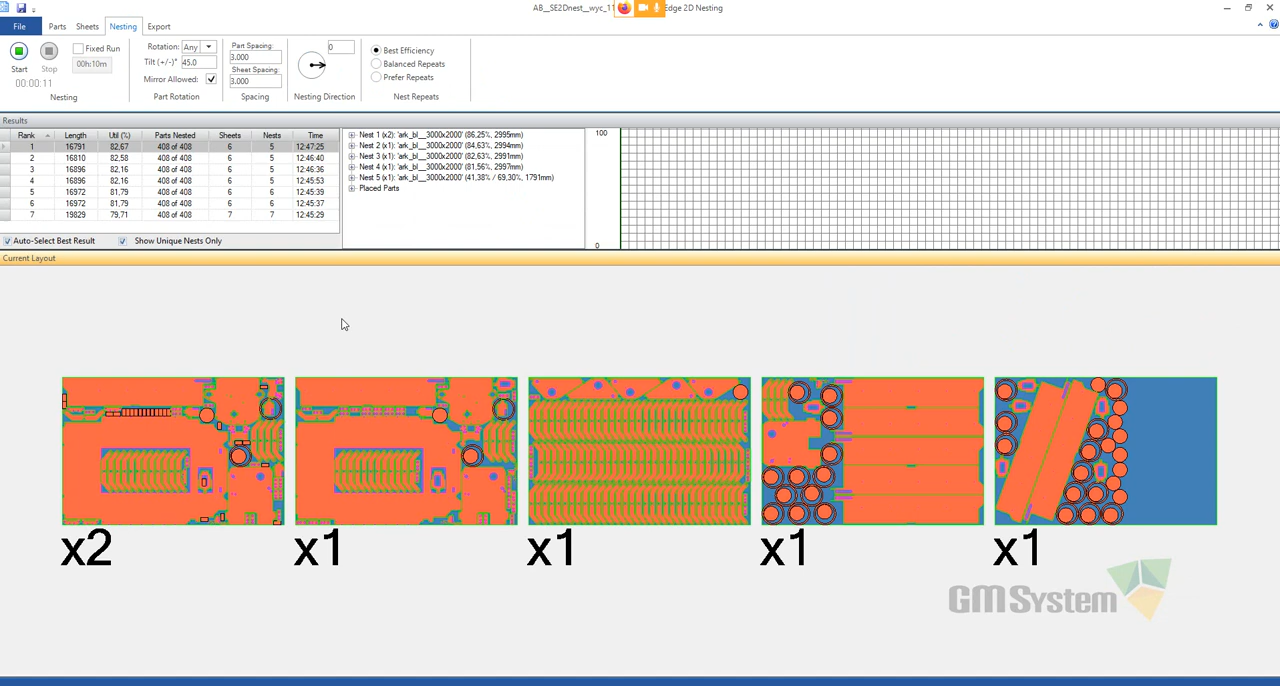 AB__SE2Dnest__wyc_11 Edge 2D Nesting
File Parts Sheets Nesting Export
Start Stop Fixed Run 00h:10m
00:00:11
Nesting
Rotation: Any
Tilt (+/-)° 45.0
Mirror Allowed:
Part Rotation
Part Spacing:
3.000
Sheet Spacing:
3.000
Spacing
0
Nesting Direction
Best Efficiency
Balanced Repeats
Prefer Repeats
Nest Repeats
Results
Rank Length Util (%) Parts Nested Sheets Nests Time
1 16791 82,67 408 of 408 6 5 12:47:25
2 16810 82,58 408 of 408 6 5 12:46:40
3 16896 82,16 408 of 408 6 6 12:46:36
4 16896 82,16 408 of 408 6 6 12:45:53
5 16972 81,79 408 of 408 6 6 12:45:39
6 16972 81,79 408 of 408 6 6 12:45:37
7 19829 79,71 408 of 408 7 7 12:45:29
Auto-Select Best Result Show Unique Nests Only
Nest 1 (x2): 'ark_bl__3000x2000' (86,25%, 2995mm)
Nest 2 (x1): 'ark_bl__3000x2000' (84,63%, 2994mm)
Nest 3 (x1): 'ark_bl__3000x2000' (82,63%, 2991mm)
Nest 4 (x1): 'ark_bl__3000x2000' (81,56%, 2997mm)
Nest 5 (x1): 'ark_bl__3000x2000' (41,38% / 69,30%, 1791mm)
Placed Parts
100
0
Current Layout
x2 x1 x1 x1 x1
GM System